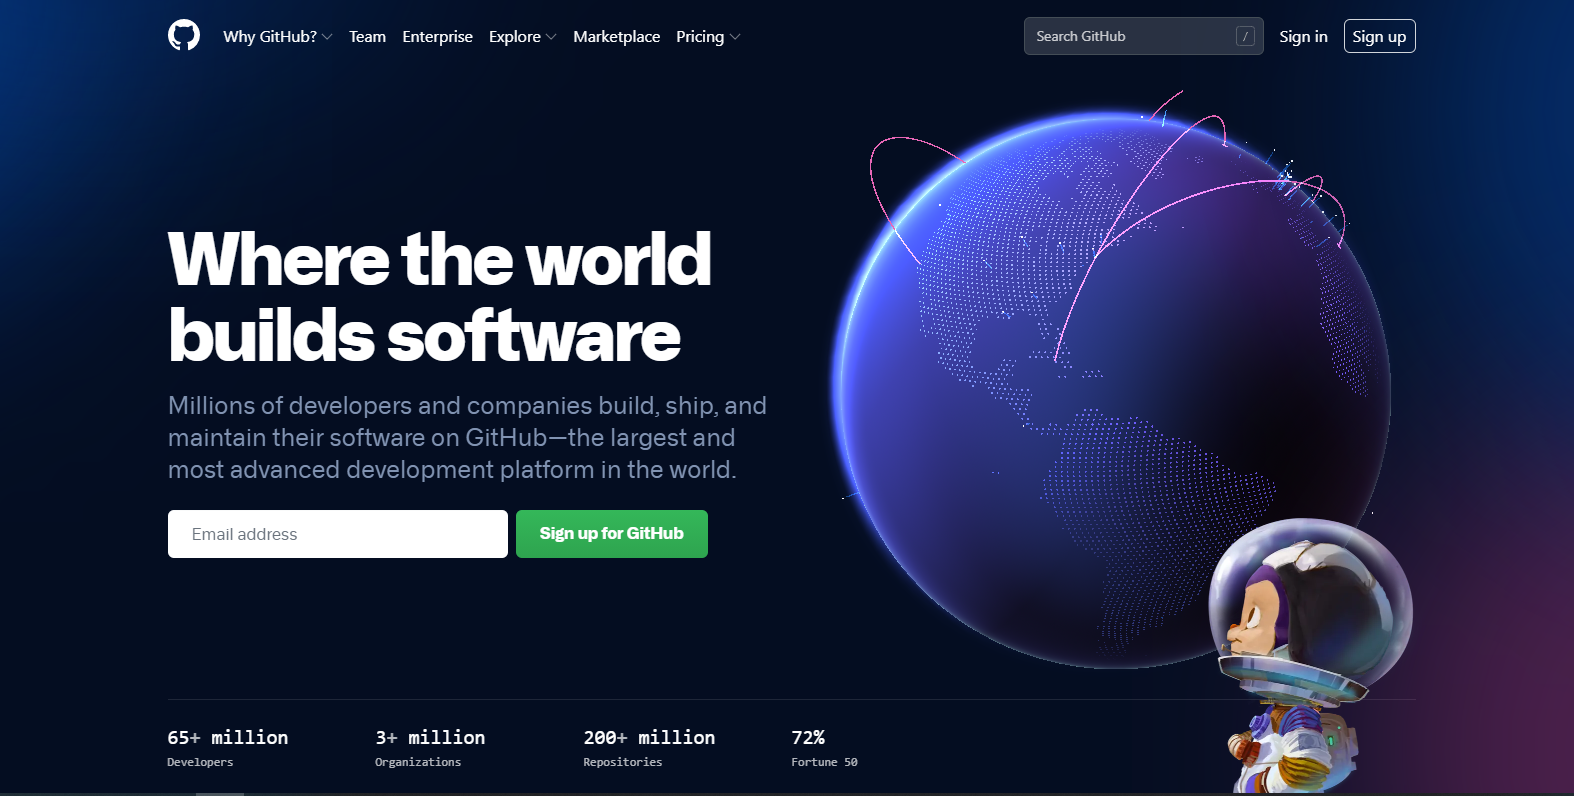 Why GitHub? Team Enterprise Explore Marketplace Pricing Search GitHub / Sign in Sign up
Where the world
builds software
Millions of developers and companies build, ship, and
maintain their software on GitHub—the largest and
most advanced development platform in the world.
Email address Sign up for GitHub
65+ million 3+ million 200+ million 72%
Developers Organizations Repositories Fortune 50